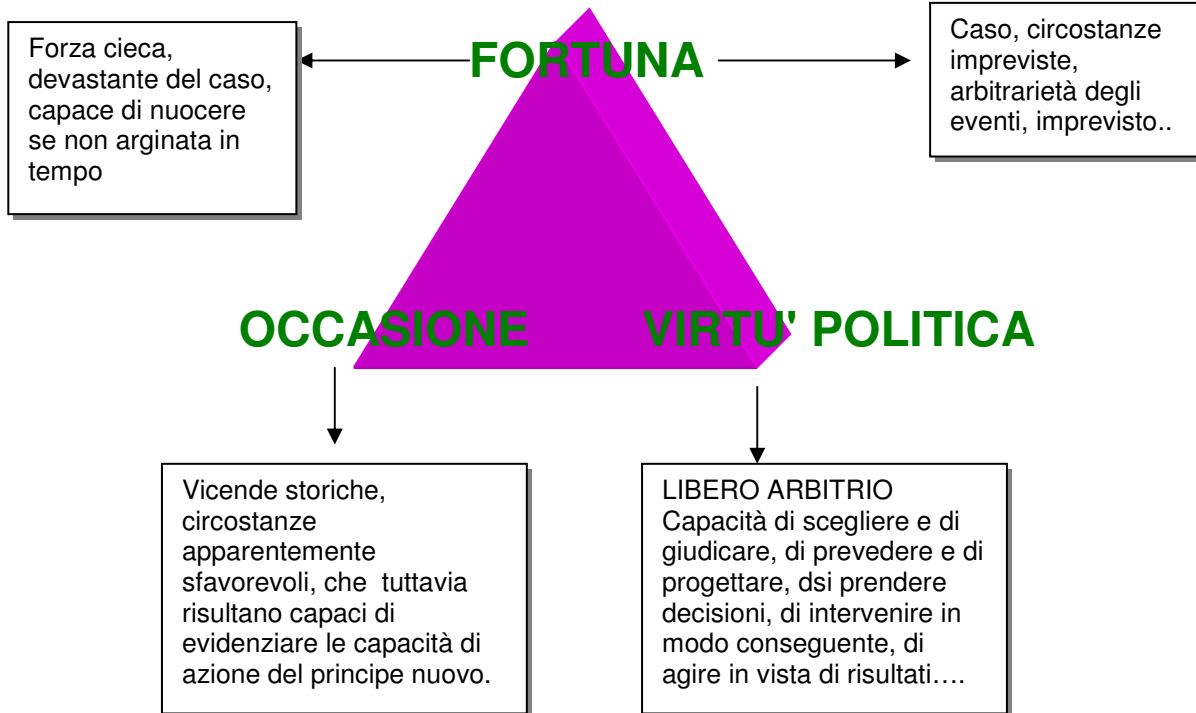 Forza cieca,
devastante del caso,
capace di nuocere
se non arginata in
tempo
FORTUNA
Caso, circostanze
impreviste,
arbitrarietà degli
eventi, imprevisto..
OCCASIONE
VIRTU' POLITICA
Vicende storiche,
circostanze
apparentemente
sfavorevoli, che tuttavia
risultano capaci di
evidenziare le capacità di
azione del principe nuovo.
LIBERO ARBITRIO
Capacità di scegliere e di
giudicare, di prevedere e di
progettare, dsi prendere
decisioni, di intervenire in
modo conseguente, di
agire in vista di risultati….